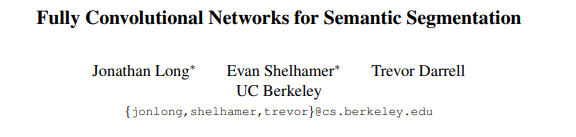 Fully Convolutional Networks for Semantic Segmentation
Jonathan Long* Evan Shelhamer* Trevor Darrell
UC Berkeley
{jonlong,shelhamer,trevor}@cs.berkeley.edu